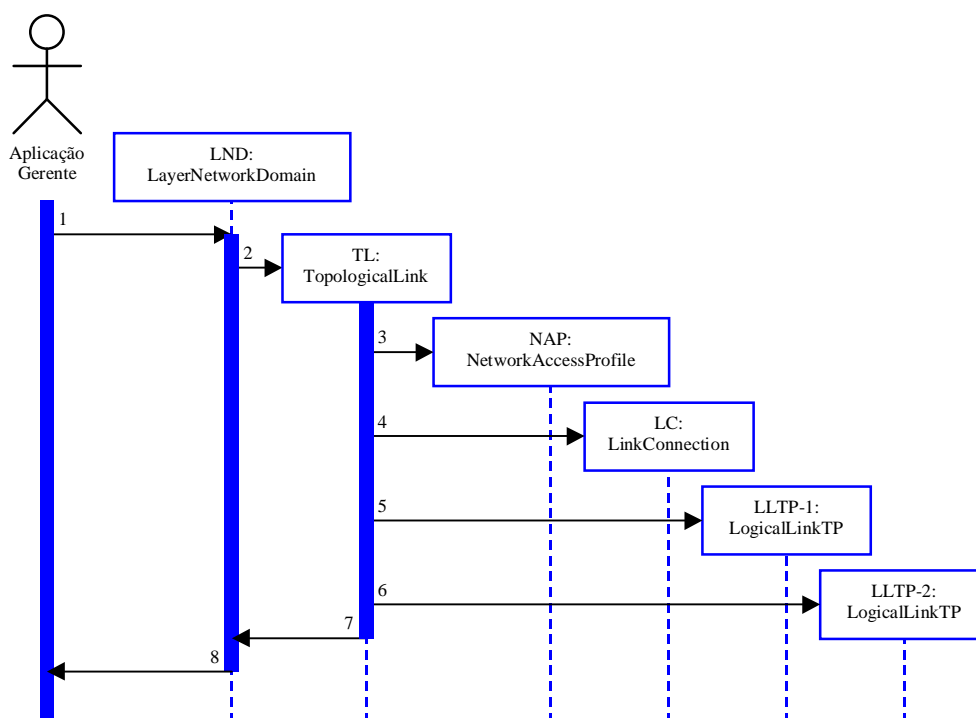 Aplicação
Gerente
LND:
LayerNetworkDomain
1
2
TL:
TopologicalLink
3
NAP:
NetworkAccessProfile
4
LC:
LinkConnection
5
LLTP-1:
LogicalLinkTP
6
LLTP-2:
LogicalLinkTP
7
8